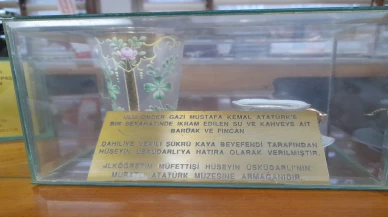 ULU ÖNDER GAZİ MUSTAFA KEMAL ATATÜRK'E
BİR SEYAHATİNDE İKRAM EDİLEN SU VE KAHVEYE AİT
BARDAK VE FİNCAN
DAHİLİYE VEKİLİ ŞÜKRÜ KAYA BEYEFENDİ TARAFINDAN
HÜSEYİN ÜSKÜDARLI'YA HATIRA OLARAK VERİLMİŞTİR.
İLKÖĞRETİM MÜFETTİŞİ HÜSEYİN ÜSKÜDARLI'NIN
ATATÜRK MÜZESİNE ARMAĞANIDIR.